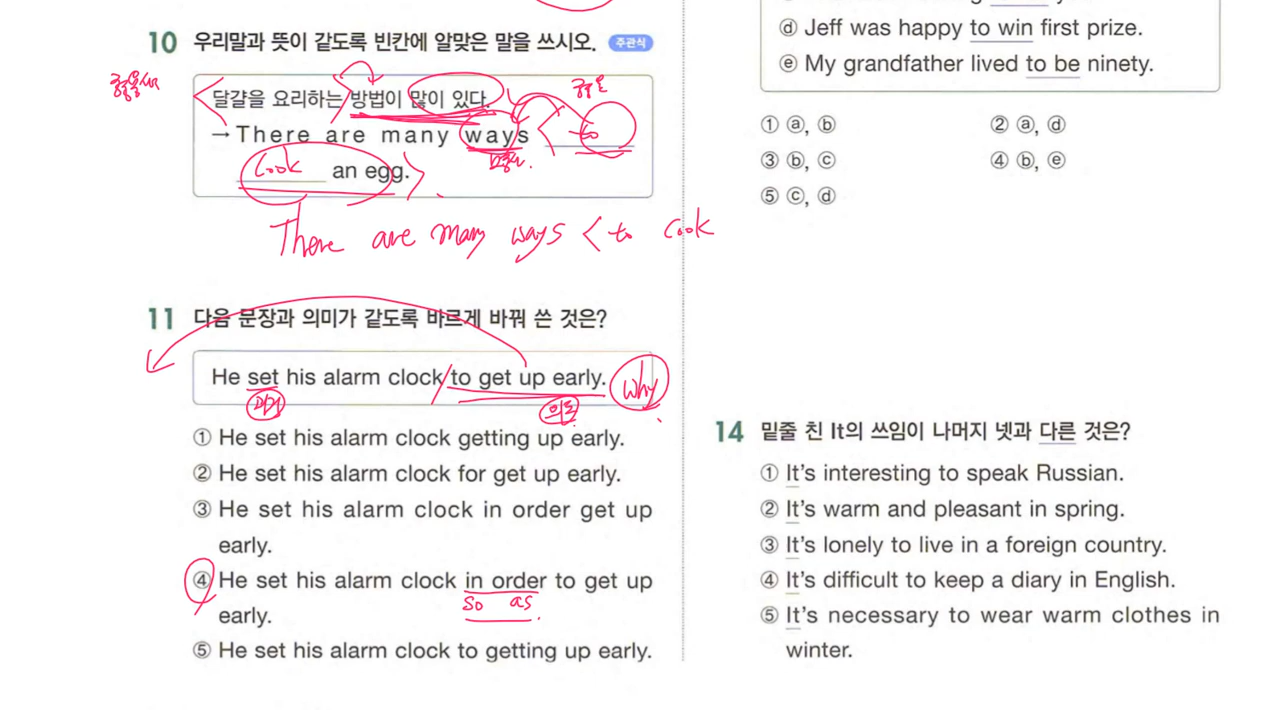 10 우리말과 뜻이 같도록 빈칸에 알맞은 말을 쓰시오. 주관식
달걀을 요리하는 방법이 많이 있다.
→ There are many ways to
cook an egg.
There are many ways < to cook
11 다음 문장과 의미가 같도록 바르게 바꿔 쓴 것은?
He set his alarm clock to get up early. why
과거 의도
① He set his alarm clock getting up early.
② He set his alarm clock for get up early.
③ He set his alarm clock in order get up
early.
④ He set his alarm clock in order to get up
so as
early.
⑤ He set his alarm clock to getting up early.
ⓓ Jeff was happy to win first prize.
ⓔ My grandfather lived to be ninety.
① ⓐ, ⓑ ② ⓐ, ⓓ
③ ⓑ, ⓒ ④ ⓑ, ⓔ
⑤ ⓒ, ⓓ
14 밑줄 친 It의 쓰임이 나머지 넷과 다른 것은?
① It's interesting to speak Russian.
② It's warm and pleasant in spring.
③ It's lonely to live in a foreign country.
④ It's difficult to keep a diary in English.
⑤ It's necessary to wear warm clothes in
winter.